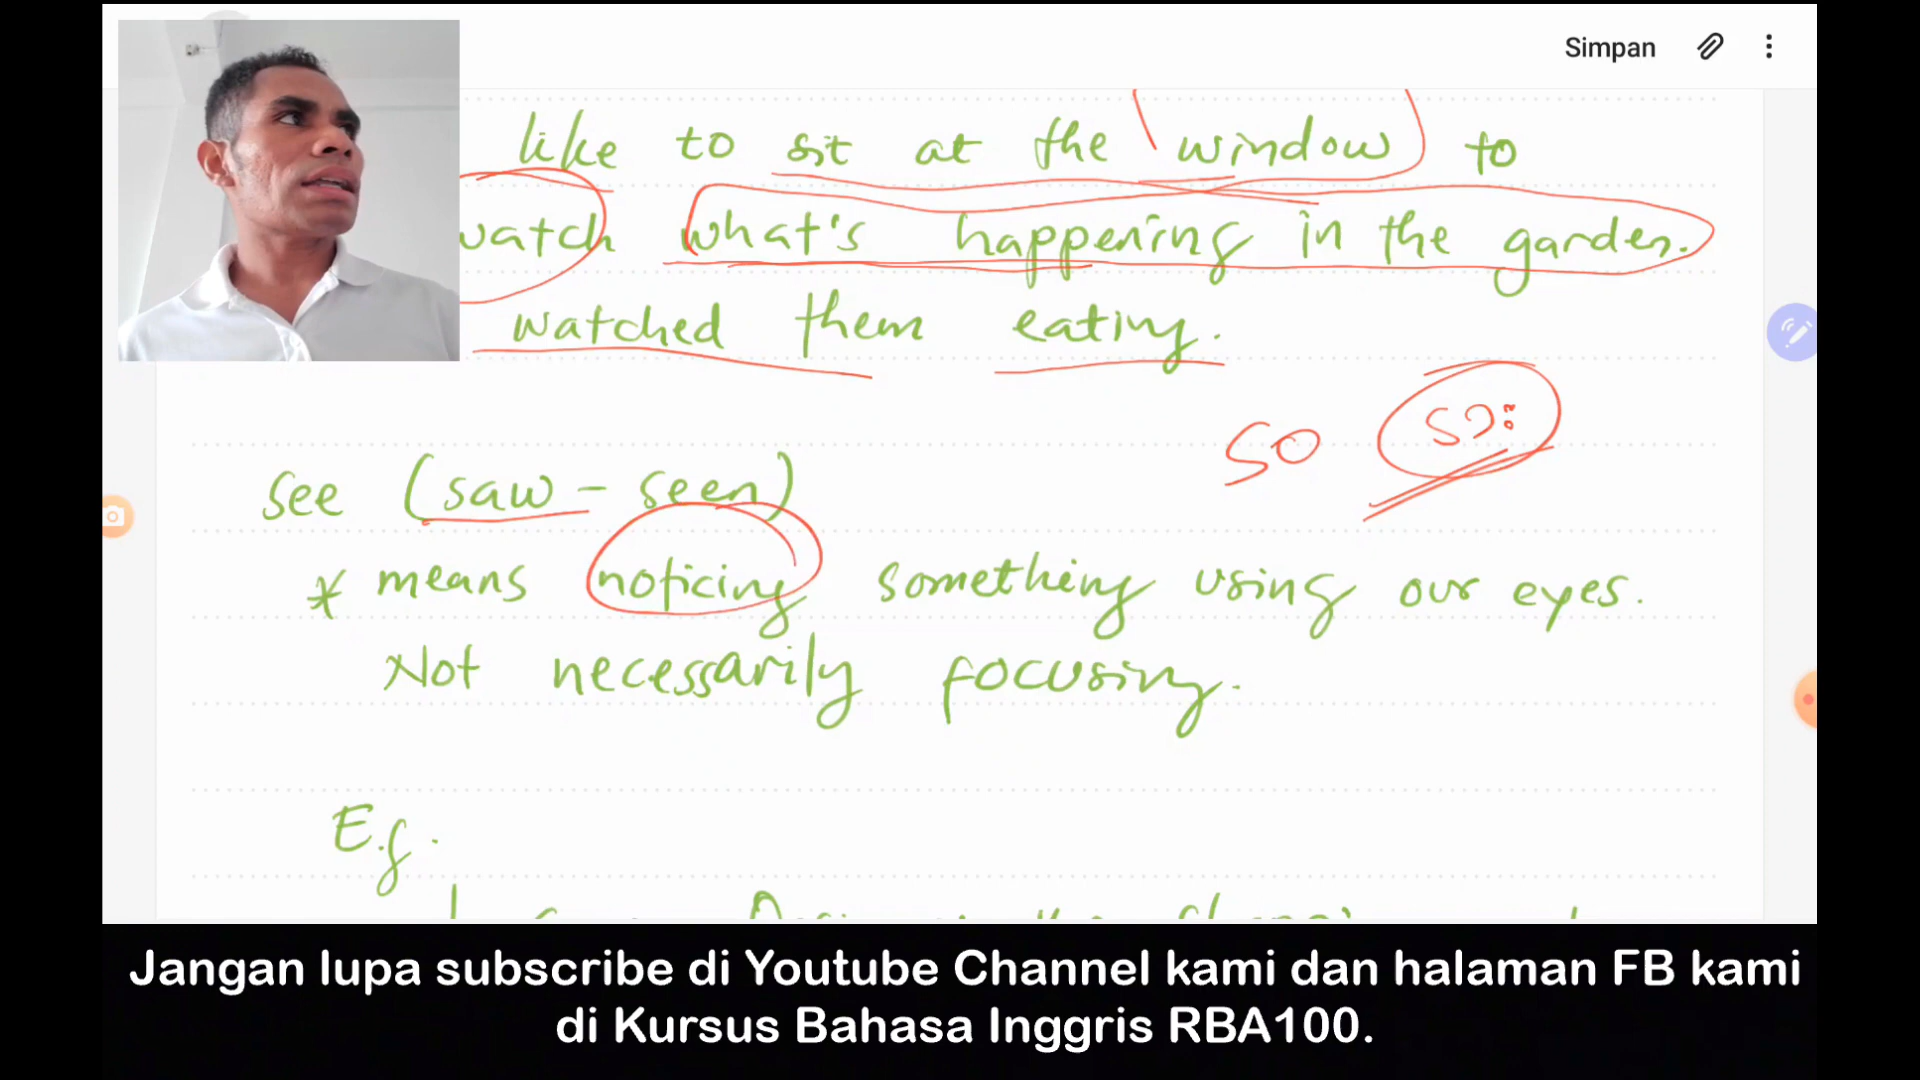 Simpan
like to sit at the window to
watch what's happening in the garden.
watched them eating.
so
see (saw - seen)
* means noticing something using our eyes.
Not necessarily focusing.
E.g.
Jangan lupa subscribe di Youtube Channel kami dan halaman FB kami
di Kursus Bahasa Inggris RBA100.